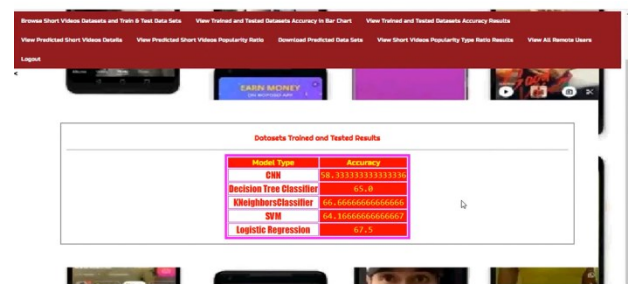 Browse Short Videos Datasets and Train & Test Data Sets View Trained and Tested Datasets Accuracy in Bar Chart View Trained and Tested Datasets Accuracy Results
View Predicted Short Videos Details View Predicted Short Videos Popularity Ratio Download Predicted Data Sets View Short Videos Popularity Type Ratio Results View All Remote Users
Logout
EARN MONEY
Datasets Trained and Tested Results
Model Type Accuracy
CNN 58.333333333333336
Decision Tree Classifier 65.0
KNeighborsClassifier 66.66666666666666
SVM 64.16666666666667
Logistic Regression 67.5